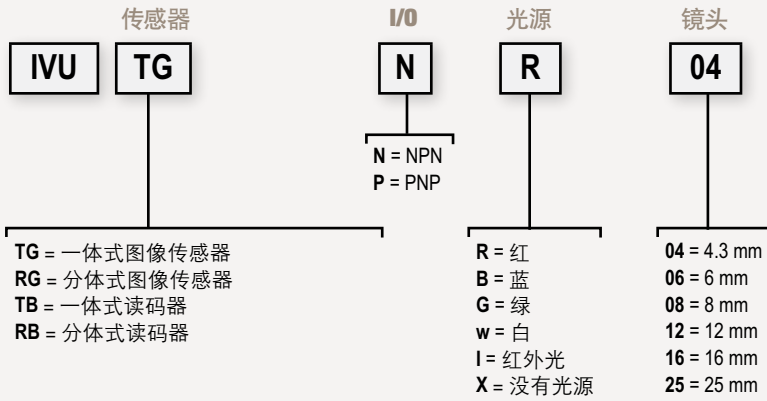 传感器 I/O 光源 镜头
IVU TG N R 04
N = NPN
P = PNP
TG = 一体式图像传感器
RG = 分体式图像传感器
TB = 一体式读码器
RB = 分体式读码器
R = 红
B = 蓝
G = 绿
w = 白
I = 红外光
X = 没有光源
04 = 4.3 mm
06 = 6 mm
08 = 8 mm
12 = 12 mm
16 = 16 mm
25 = 25 mm